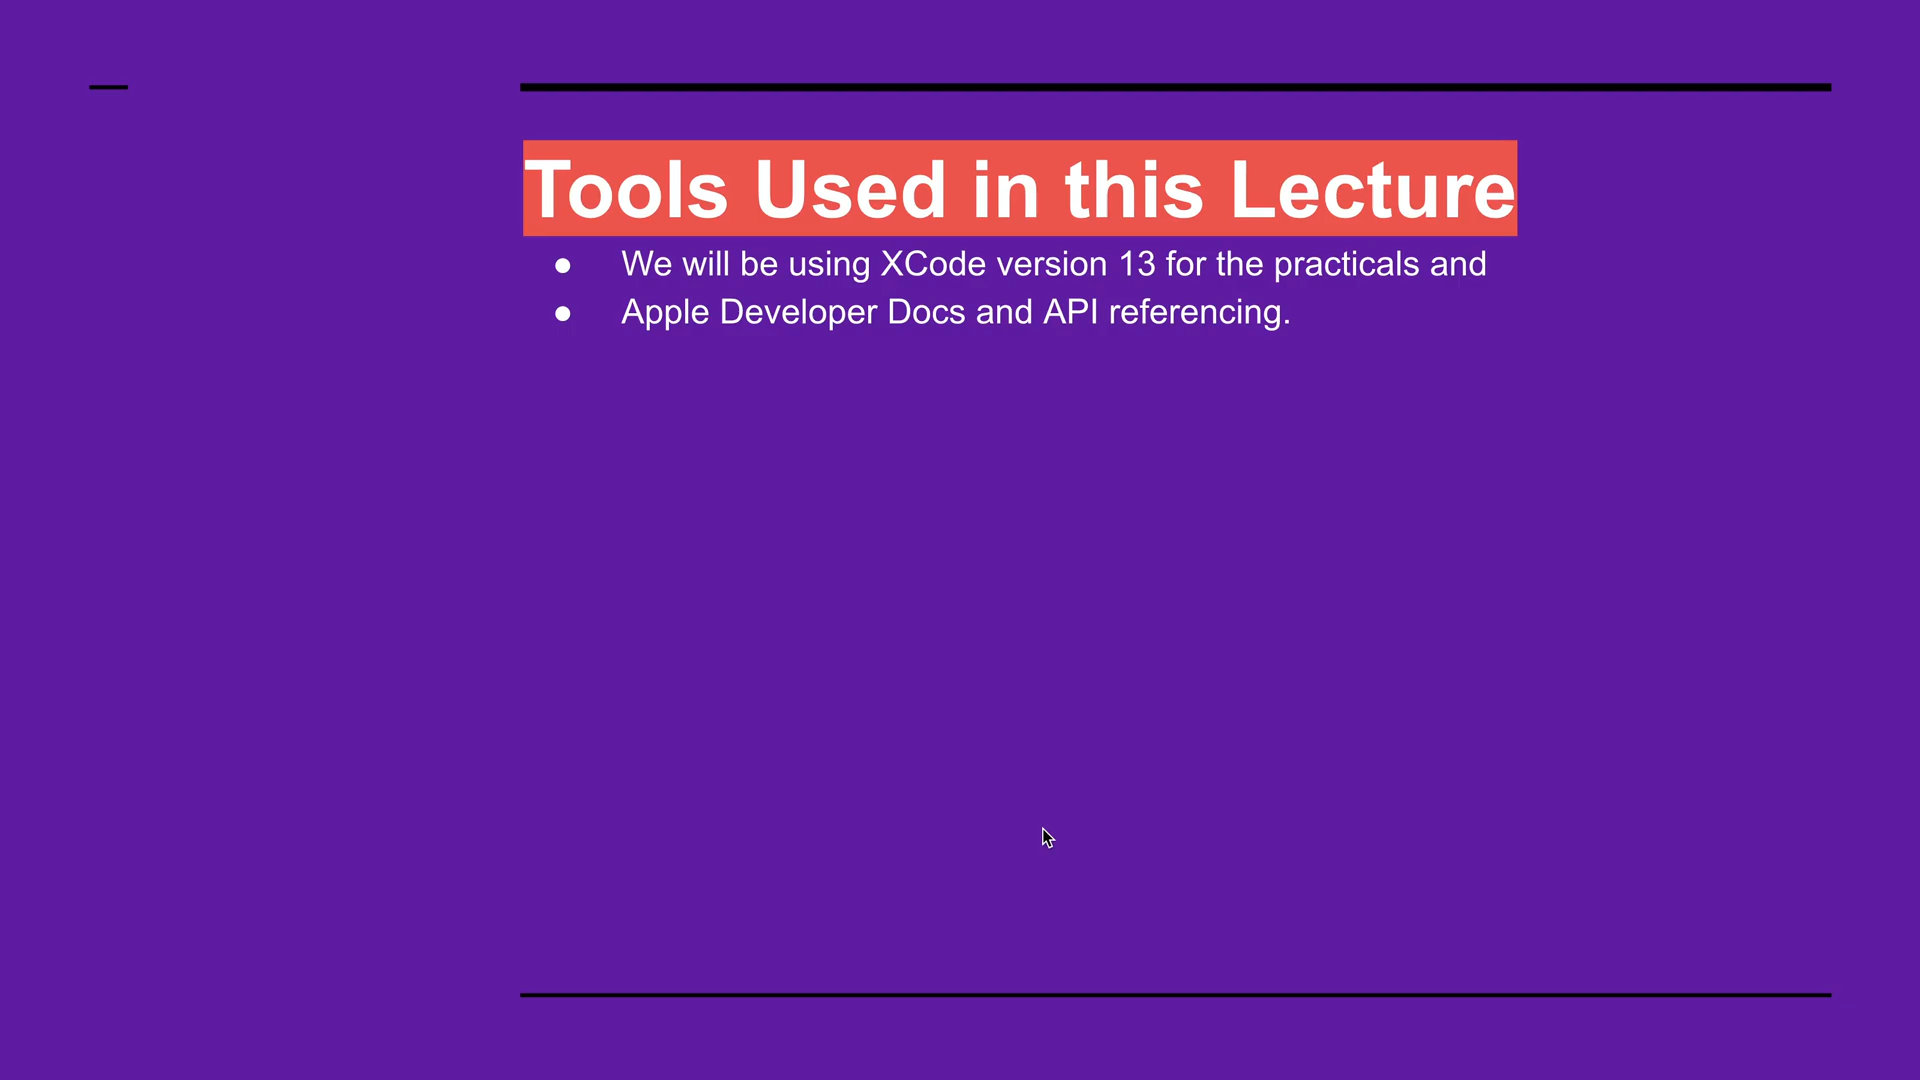 Tools Used in this Lecture
● We will be using XCode version 13 for the practicals and
● Apple Developer Docs and API referencing.